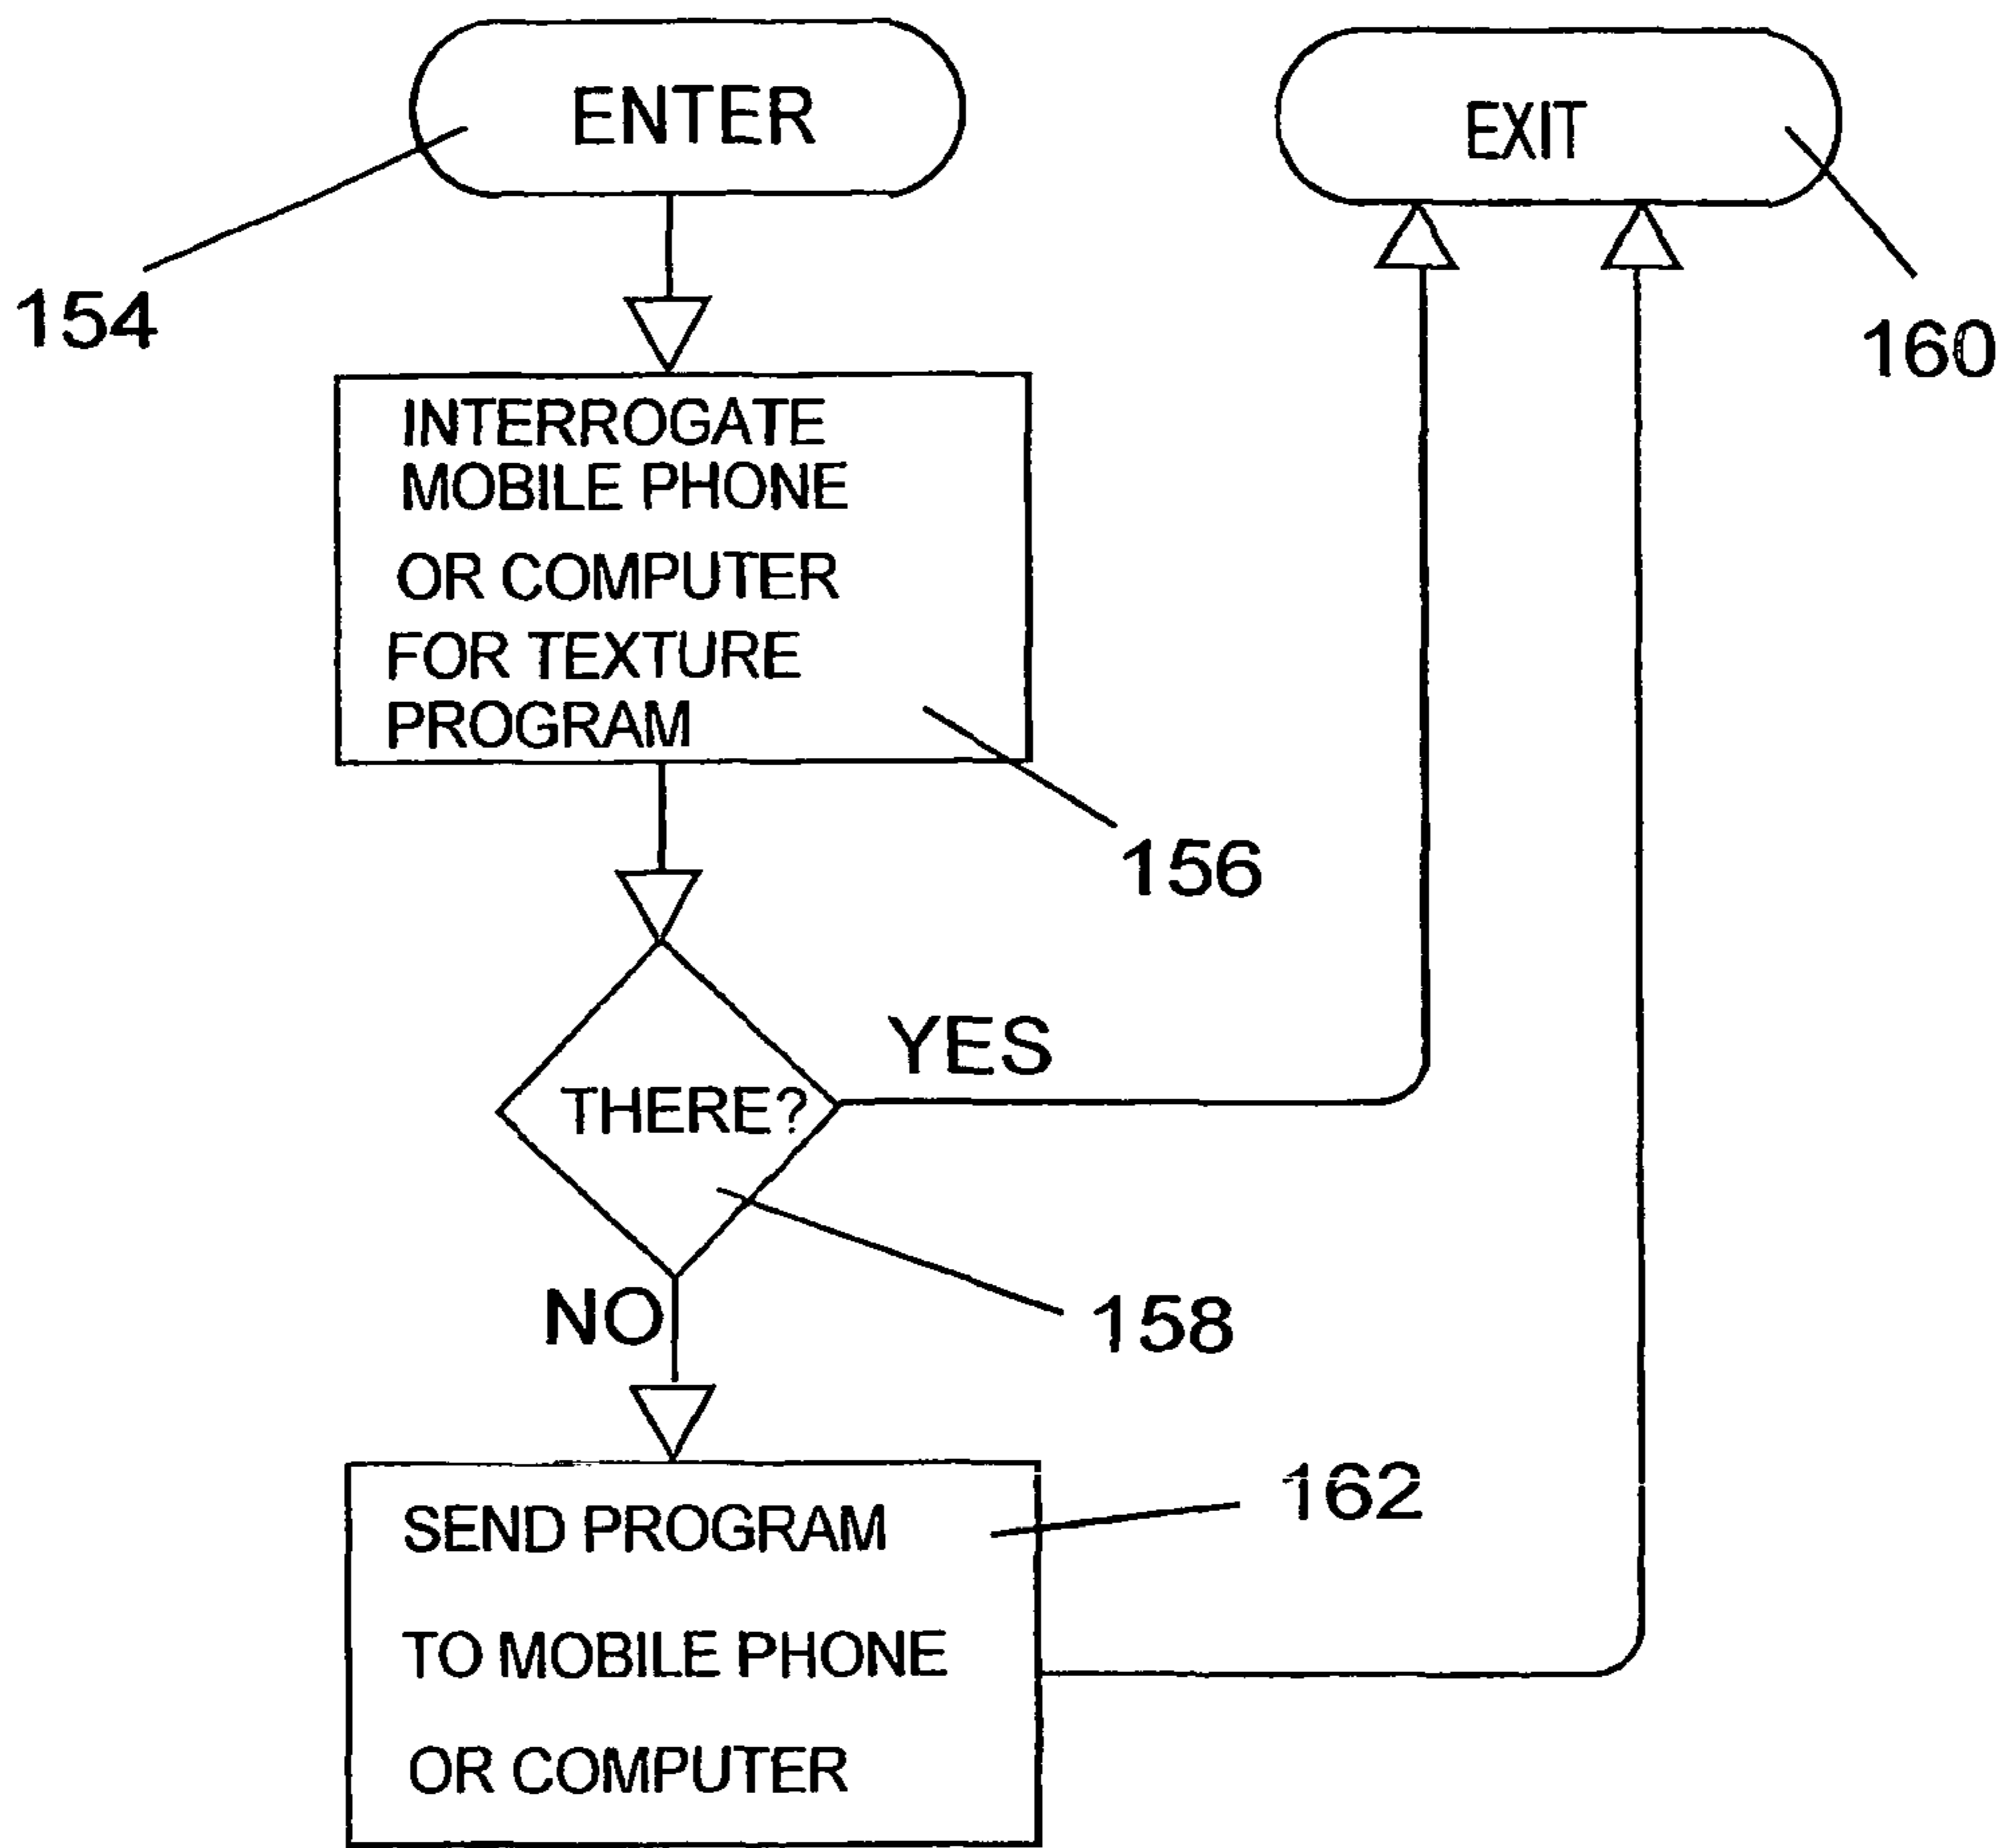 ENTER
EXIT
154
160
INTERROGATE
MOBILE PHONE
OR COMPUTER
FOR TEXTURE
PROGRAM
156
YES
THERE?
NO
158
162
SEND PROGRAM
TO MOBILE PHONE
OR COMPUTER